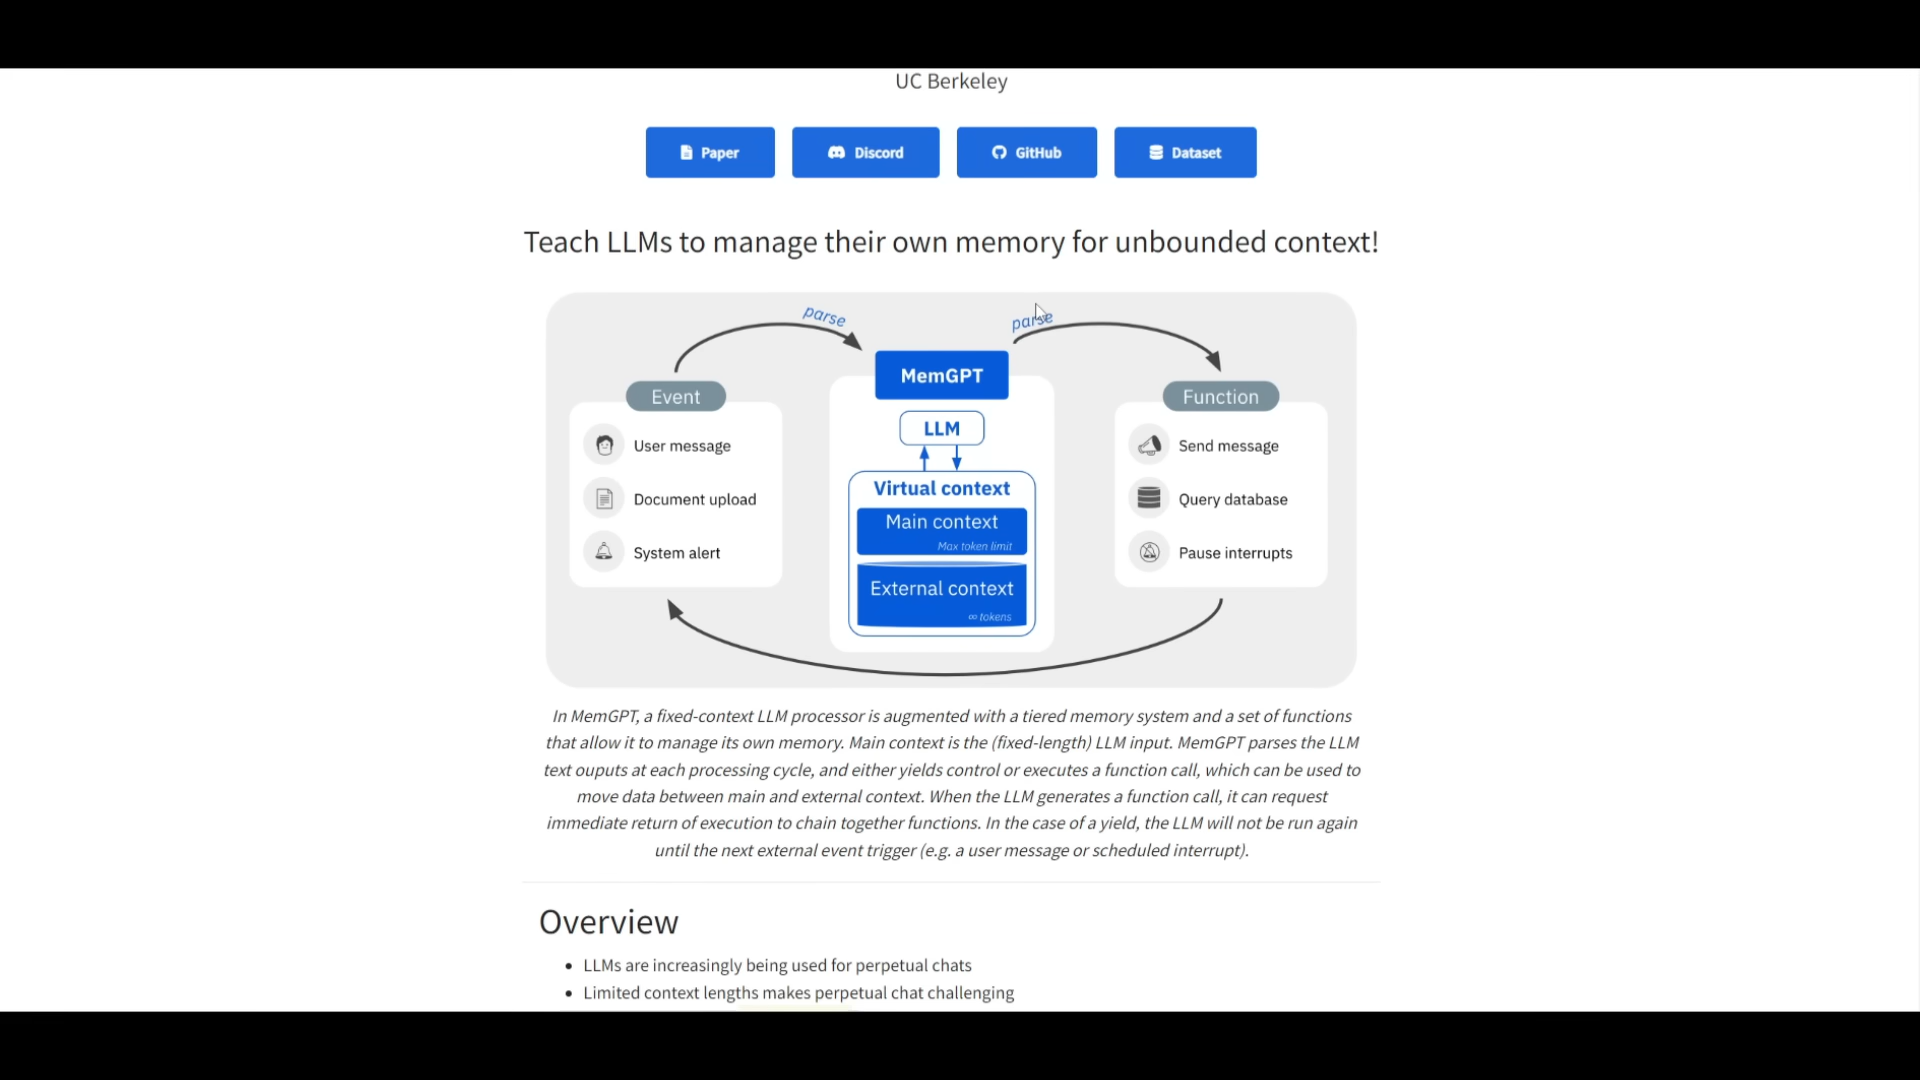 UC Berkeley
Paper
Discord
GitHub
Dataset
Teach LLMs to manage their own memory for unbounded context!
parse
parse
MemGPT
Event
Function
LLM
User message
Send message
Virtual context
Document upload
Query database
Main context
Max token limit
System alert
Pause interrupts
External context
∞ tokens
In MemGPT, a fixed-context LLM processor is augmented with a tiered memory system and a set of functions
that allow it to manage its own memory. Main context is the (fixed-length) LLM input. MemGPT parses the LLM
text ouputs at each processing cycle, and either yields control or executes a function call, which can be used to
move data between main and external context. When the LLM generates a function call, it can request
immediate return of execution to chain together functions. In the case of a yield, the LLM will not be run again
until the next external event trigger (e.g. a user message or scheduled interrupt).
Overview
• LLMs are increasingly being used for perpetual chats
• Limited context lengths makes perpetual chat challenging